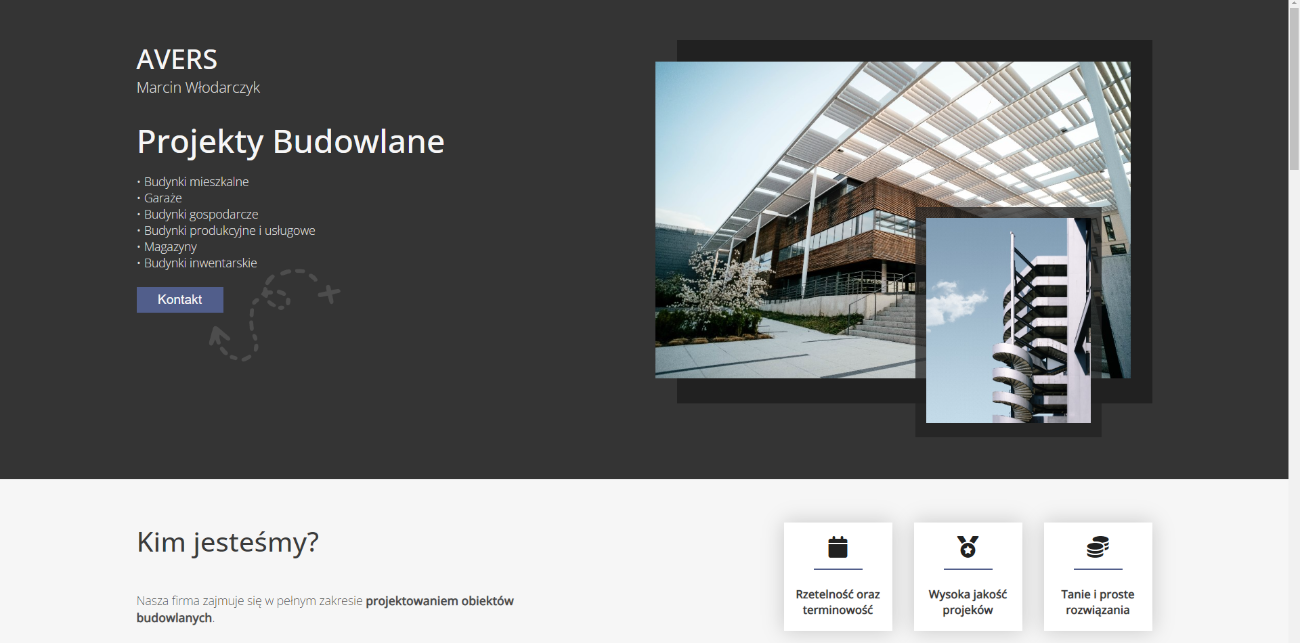 AVERS
Marcin Włodarczyk
Projekty Budowlane
• Budynki mieszkalne
• Garaże
• Budynki gospodarcze
• Budynki produkcyjne i usługowe
• Magazyny
• Budynki inwentarskie
Kontakt
Kim jesteśmy?
Nasza firma zajmuje się w pełnym zakresie projektowaniem obiektów
budowlanych.
Rzetelność oraz
terminowość
Wysoka jakość
projeków
Tanie i proste
rozwiązania